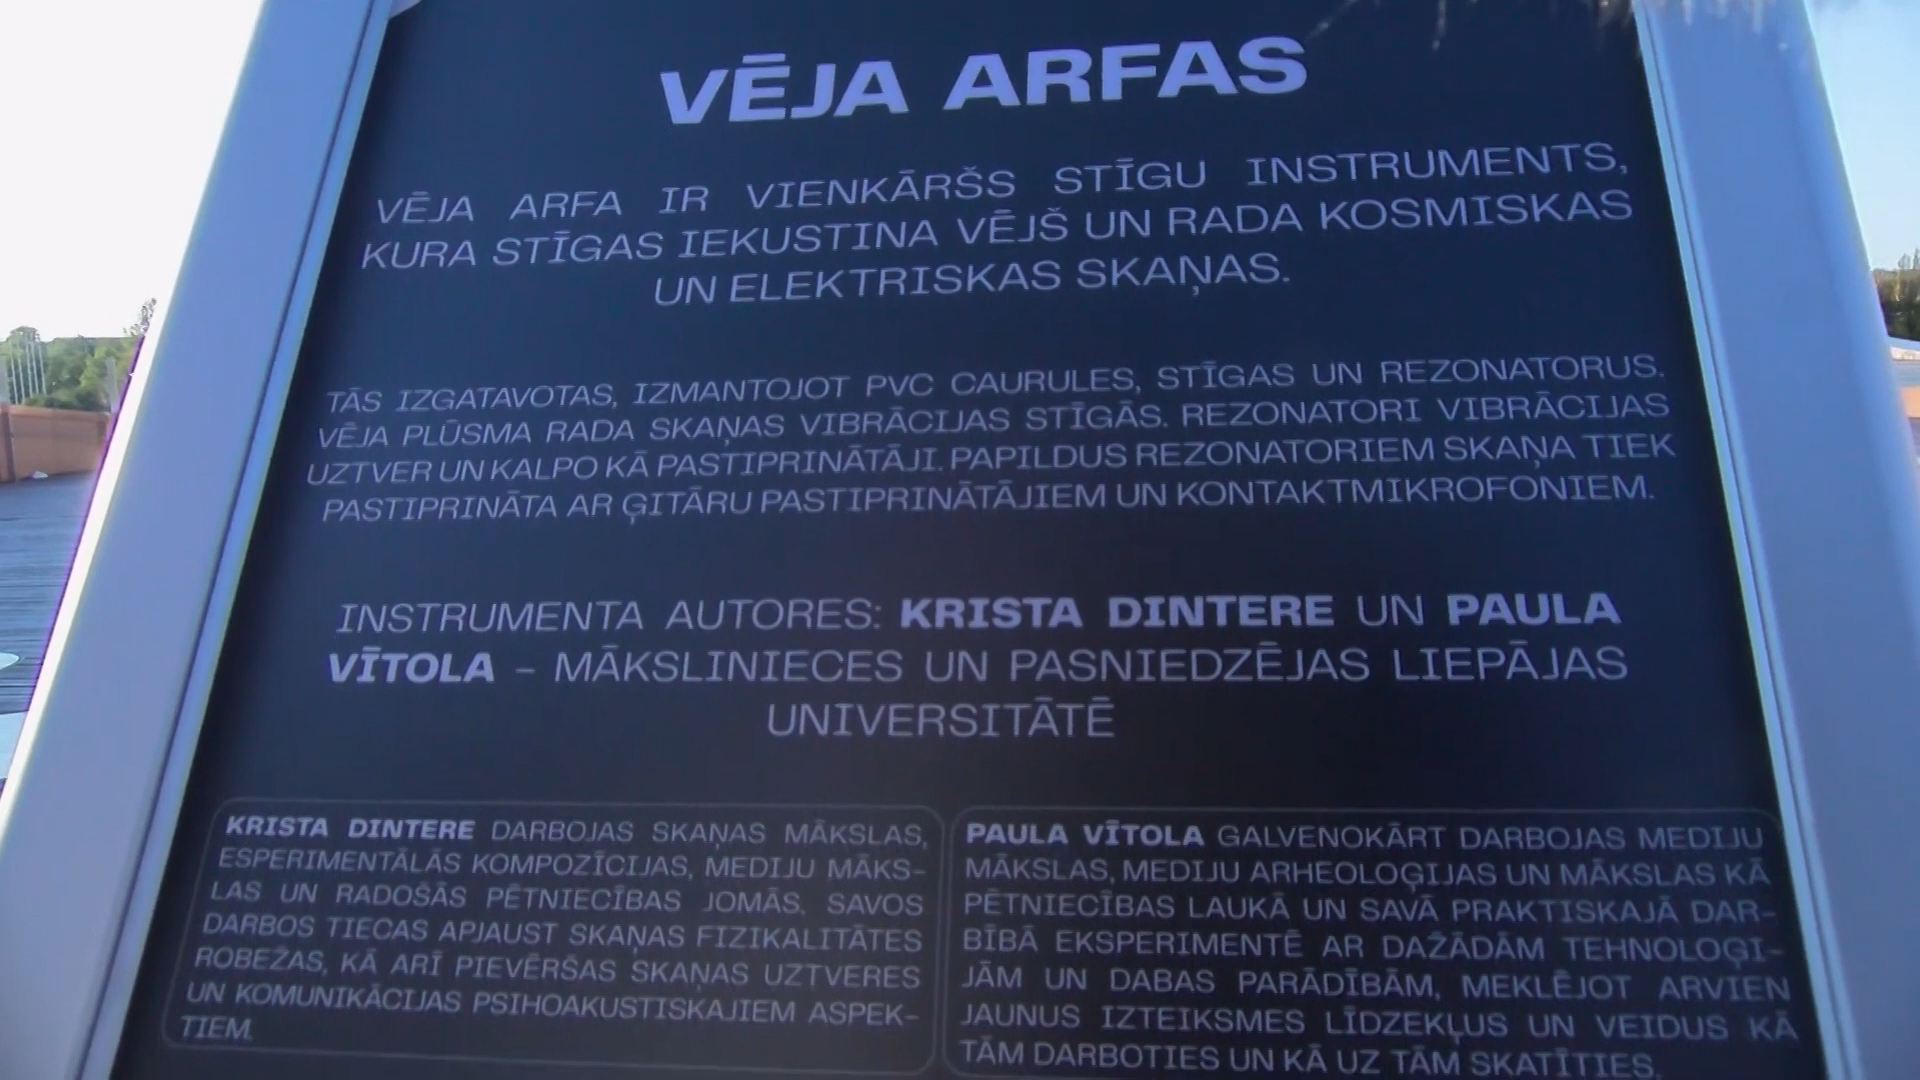 VĒJA ARFAS
VĒJA ARFA IR VIENKĀRŠS STĪGU INSTRUMENTS,
KURA STĪGAS IEKUSTINA VĒJŠ UN RADA KOSMISKAS
UN ELEKTRISKAS SKAŅAS.
TĀS IZGATAVOTAS, IZMANTOJOT PVC CAURULES, STĪGAS UN REZONATORUS.
VĒJA PLŪSMA RADA SKAŅAS VIBRĀCIJAS STĪGĀS. REZONATORI VIBRĀCIJAS
UZTVER UN KALPO KĀ PASTIPRINĀTĀJI. PAPILDUS REZONATORIEM SKAŅA TIEK
PASTIPRINĀTA AR ĢITĀRU PASTIPRINĀTĀJIEM UN KONTAKTMIKROFONIEM.
INSTRUMENTA AUTORES: KRISTA DINTERE UN PAULA
VĪTOLA – MĀKSLINIECES UN PASNIEDZĒJAS LIEPĀJAS
UNIVERSITĀTĒ
KRISTA DINTERE DARBOJAS SKAŅAS MĀKSLAS,
ESPERIMENTĀLĀS KOMPOZĪCIJAS, MEDIJU MĀKS-
LAS UN RADOŠĀS PĒTNIECĪBAS JOMĀS. SAVOS
DARBOS TIECAS APJAUST SKAŅAS FIZIKALITĀTES
ROBEŽAS, KĀ ARĪ PIEVĒRŠAS SKAŅAS UZTVERES
UN KOMUNIKĀCIJAS PSIHOAKUSTISKAJIEM ASPEK-
TIEM.
PAULA VĪTOLA GALVENOKĀRT DARBOJAS MEDIJU
MĀKSLAS, MEDIJU ARHEOLOĢIJAS UN MĀKSLAS KĀ
PĒTNIECĪBAS LAUKĀ UN SAVĀ PRAKTISKAJĀ DAR-
BĪBĀ EKSPERIMENTĒ AR DAŽĀDĀM TEHNOLOĢI-
JĀM UN DABAS PARĀDĪBĀM, MEKLĒJOT ARVIEN
JAUNUS IZTEIKSMES LĪDZEKĻUS UN VEIDUS KĀ
TĀM DARBOTIES UN KĀ UZ TĀM SKATĪTIES.